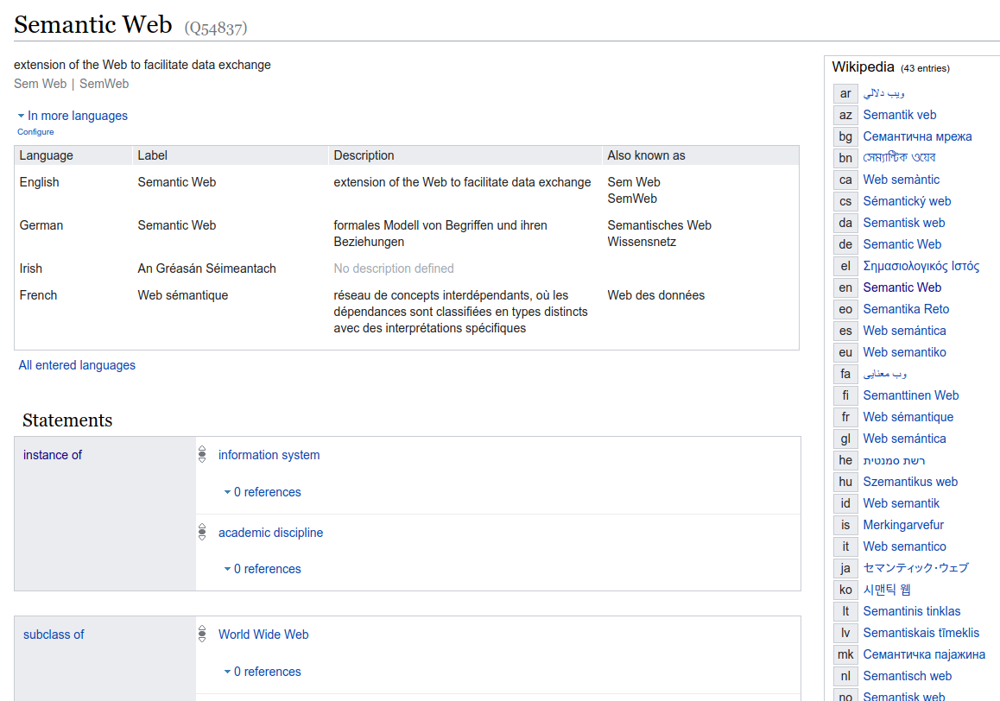 Semantic Web (Q54837)
extension of the Web to facilitate data exchange
Sem Web | SemWeb
In more languages
Configure
Language Label Description Also known as
English Semantic Web extension of the Web to facilitate data exchange Sem Web
SemWeb
German Semantic Web formales Modell von Begriffen und ihren Semantisches Web
Beziehungen Wissensnetz
Irish An Gréasán Séimeantach No description defined
French Web sémantique réseau de concepts interdépendants, où les Web des données
dépendances sont classifiées en types distincts
avec des interprétations spécifiques
All entered languages
Statements
instance of information system
0 references
academic discipline
0 references
subclass of World Wide Web
0 references
Wikipedia (43 entries)
ar ويب دلالي
az Semantik veb
bg Семантична мрежа
bn সেম্যান্টিক ওয়েব
ca Web semàntic
cs Sémantický web
da Semantisk web
de Semantic Web
el Σημασιολογικός Ιστός
en Semantic Web
eo Semantika Reto
es Web semántica
eu Web semantiko
fa وب معنایی
fi Semanttinen Web
fr Web sémantique
gl Web semántica
he רשת סמנטית
hu Szemantikus web
id Web semantik
is Merkingarvefur
it Web semantico
ja セマンティック・ウェブ
ko 시맨틱 웹
lt Semantinis tinklas
lv Semantiskais tīmeklis
mk Семантичка пајажина
nl Semantisch web
no Semantisk web